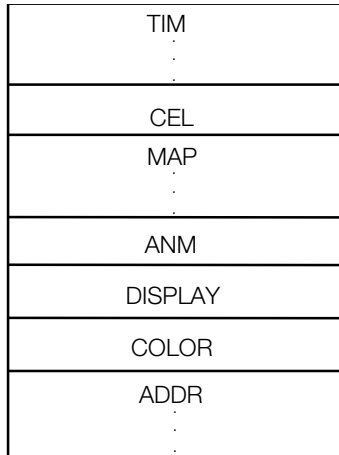 TIM
.
.
.
CEL
MAP
.
.
.
ANM
DISPLAY
COLOR
ADDR
.
.
.